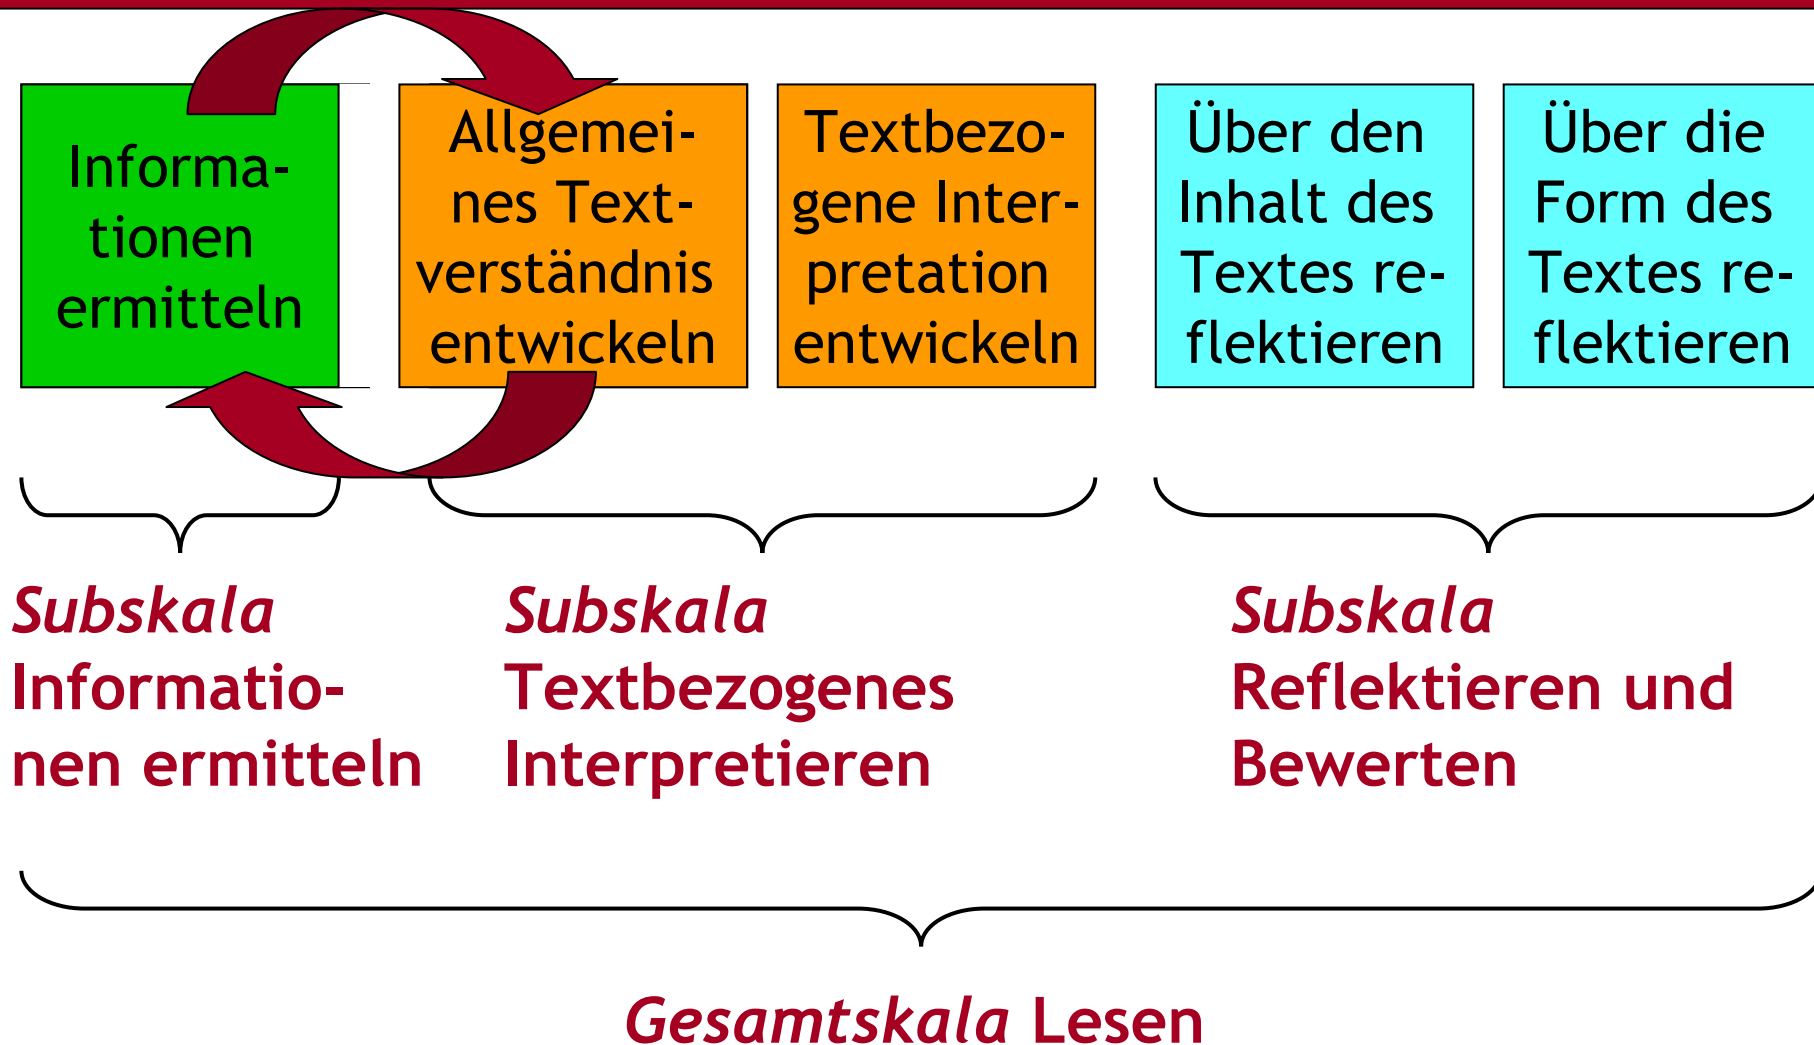 Informa-
tionen
ermitteln
Allgemei-
nes Text-
verständnis
entwickeln
Textbezo-
gene Inter-
pretation
entwickeln
Über den
Inhalt des
Textes re-
flektieren
Über die
Form des
Textes re-
flektieren
Subskala
Informatio-
nen ermitteln
Subskala
Textbezogenes
Interpretieren
Subskala
Reflektieren und
Bewerten
Gesamtskala Lesen